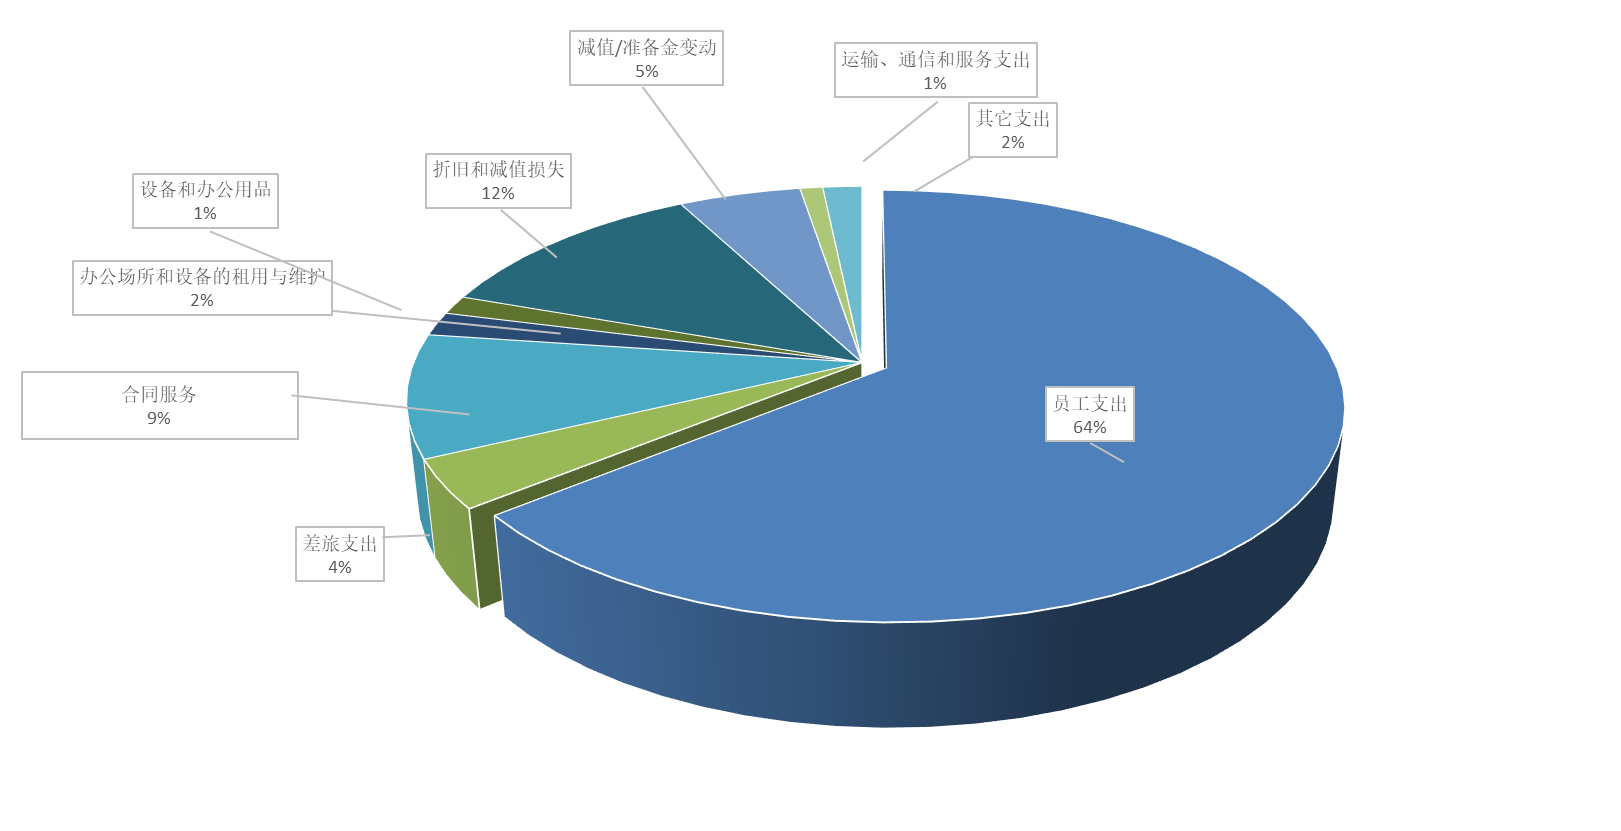 减值/准备金变动
5%
运输、通信和服务支出
1%
其它支出
2%
折旧和减值损失
12%
设备和办公用品
1%
办公场所和设备的租用与维护
2%
合同服务
9%
员工支出
64%
差旅支出
4%